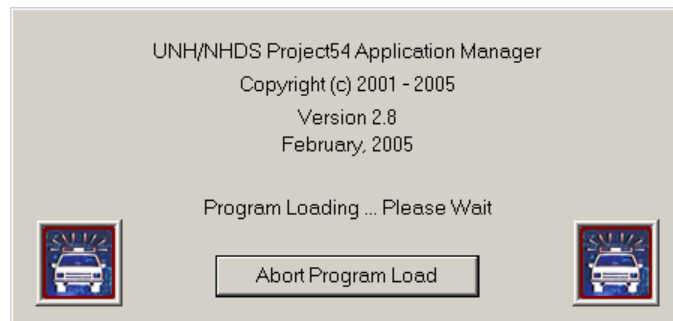 UNH/NHDS Project54 Application Manager
Copyright (c) 2001 - 2005
Version 2.8
February, 2005
Program Loading ... Please Wait
Abort Program Load